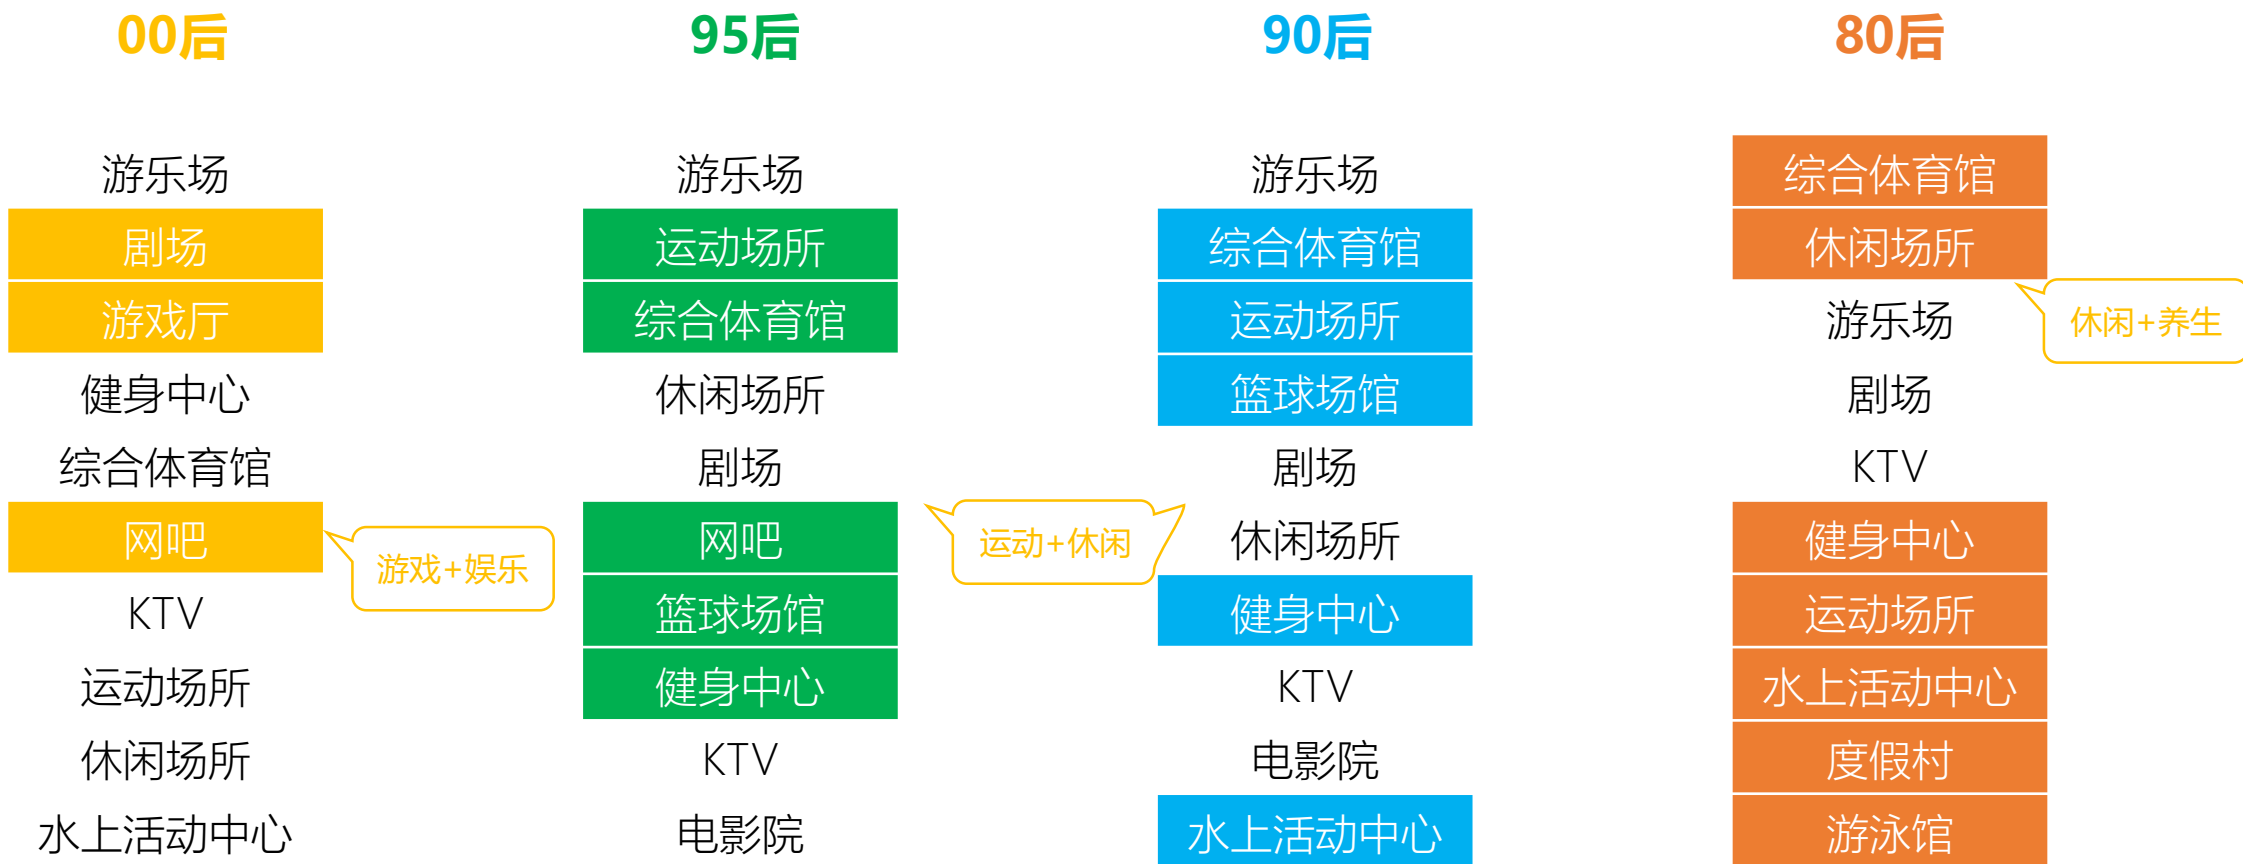 00后
95后
90后
80后
游乐场
剧场
游戏厅
健身中心
综合体育馆
网吧
KTV
运动场所
休闲场所
水上活动中心
游戏+娱乐
游乐场
运动场所
综合体育馆
休闲场所
剧场
网吧
篮球场馆
健身中心
KTV
电影院
运动+休闲
游乐场
综合体育馆
运动场所
篮球场馆
剧场
休闲场所
健身中心
KTV
电影院
水上活动中心
综合体育馆
休闲场所
游乐场
剧场
KTV
健身中心
运动场所
水上活动中心
度假村
游泳馆
休闲+养生